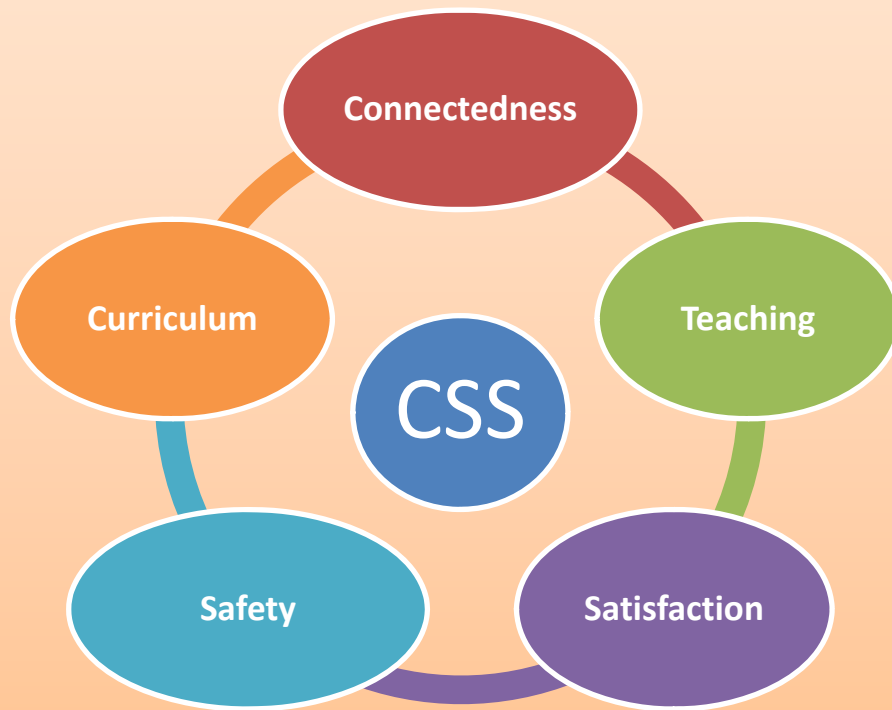 Connectedness
Curriculum
Teaching
CSS
Safety
Satisfaction